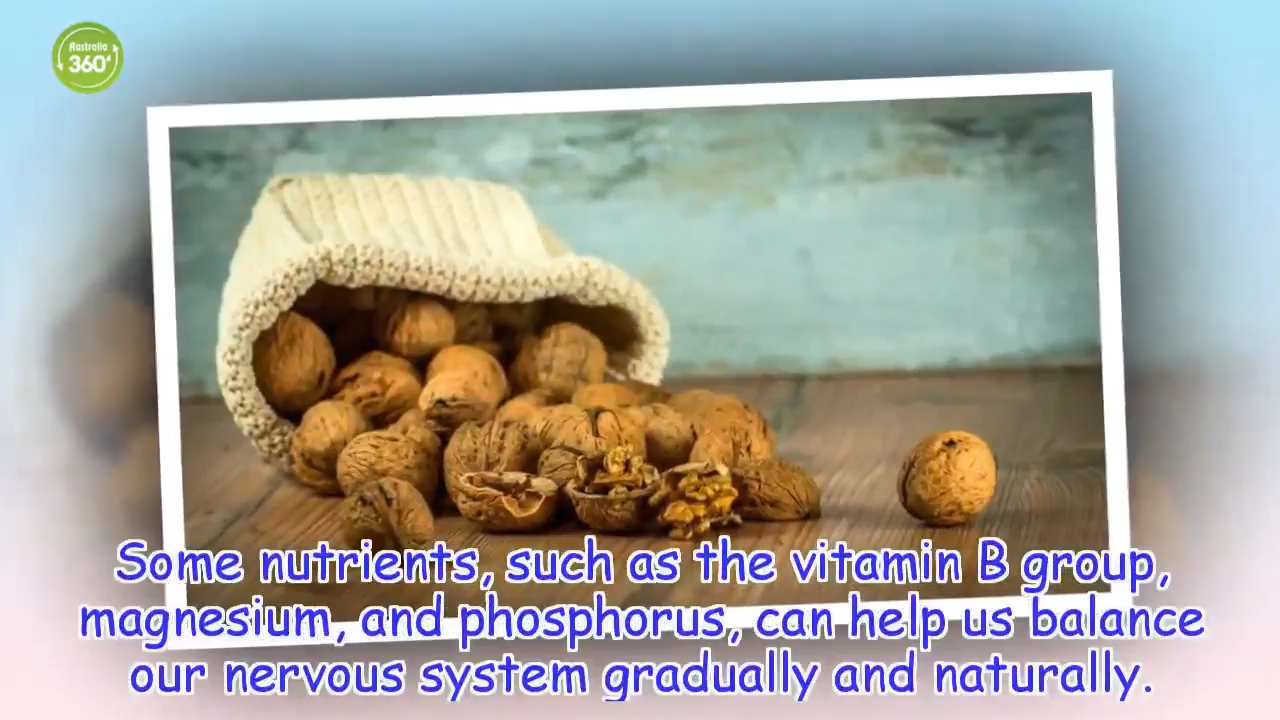 Australia
360°
Some nutrients, such as the vitamin B group,
magnesium, and phosphorus, can help us balance
our nervous system gradually and naturally.